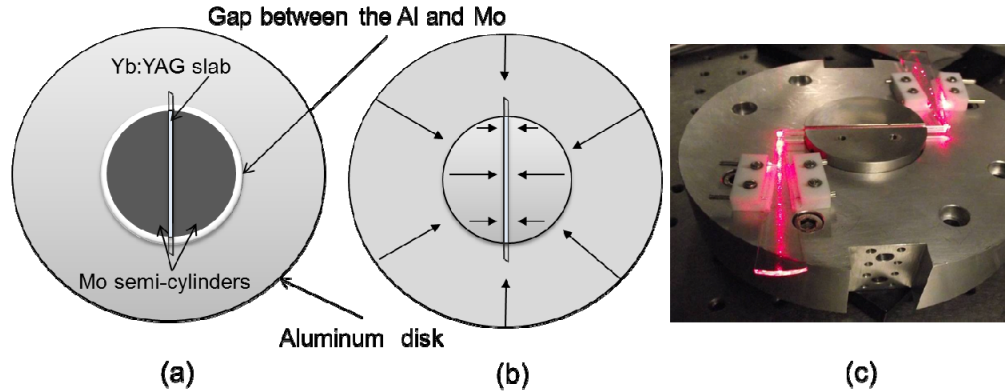 Gap between the Al and Mo
Yb:YAG slab
Mo semi-cylinders
Aluminum disk
(a)
(b)
(c)